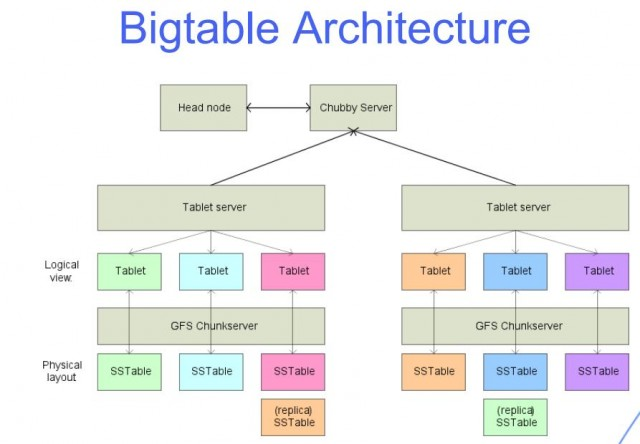 Bigtable Architecture
Head node
Chubby Server
Tablet server
Tablet server
Logical
view:
Tablet
Tablet
Tablet
Tablet
Tablet
Tablet
GFS Chunkserver
GFS Chunkserver
Physical
layout
SSTable
SSTable
SSTable
SSTable
SSTable
SSTable
(replica)
SSTable
(replica)
SSTable